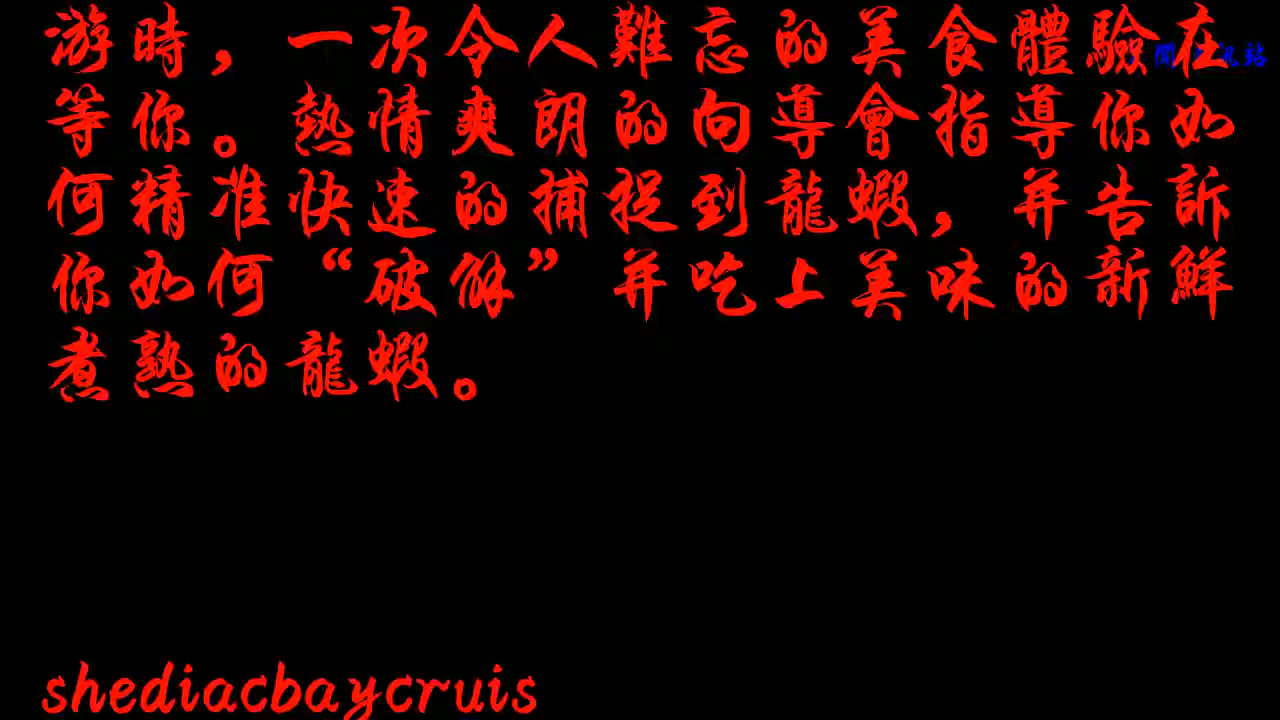 游時，一次令人難忘的美食體驗在
等你。熱情爽朗的向導會指導你如
何精准快速的捕捉到龍蝦，并告訴
你如何“破解”并吃上美味的新鮮
煮熟的龍蝦。
shediacbaycruis